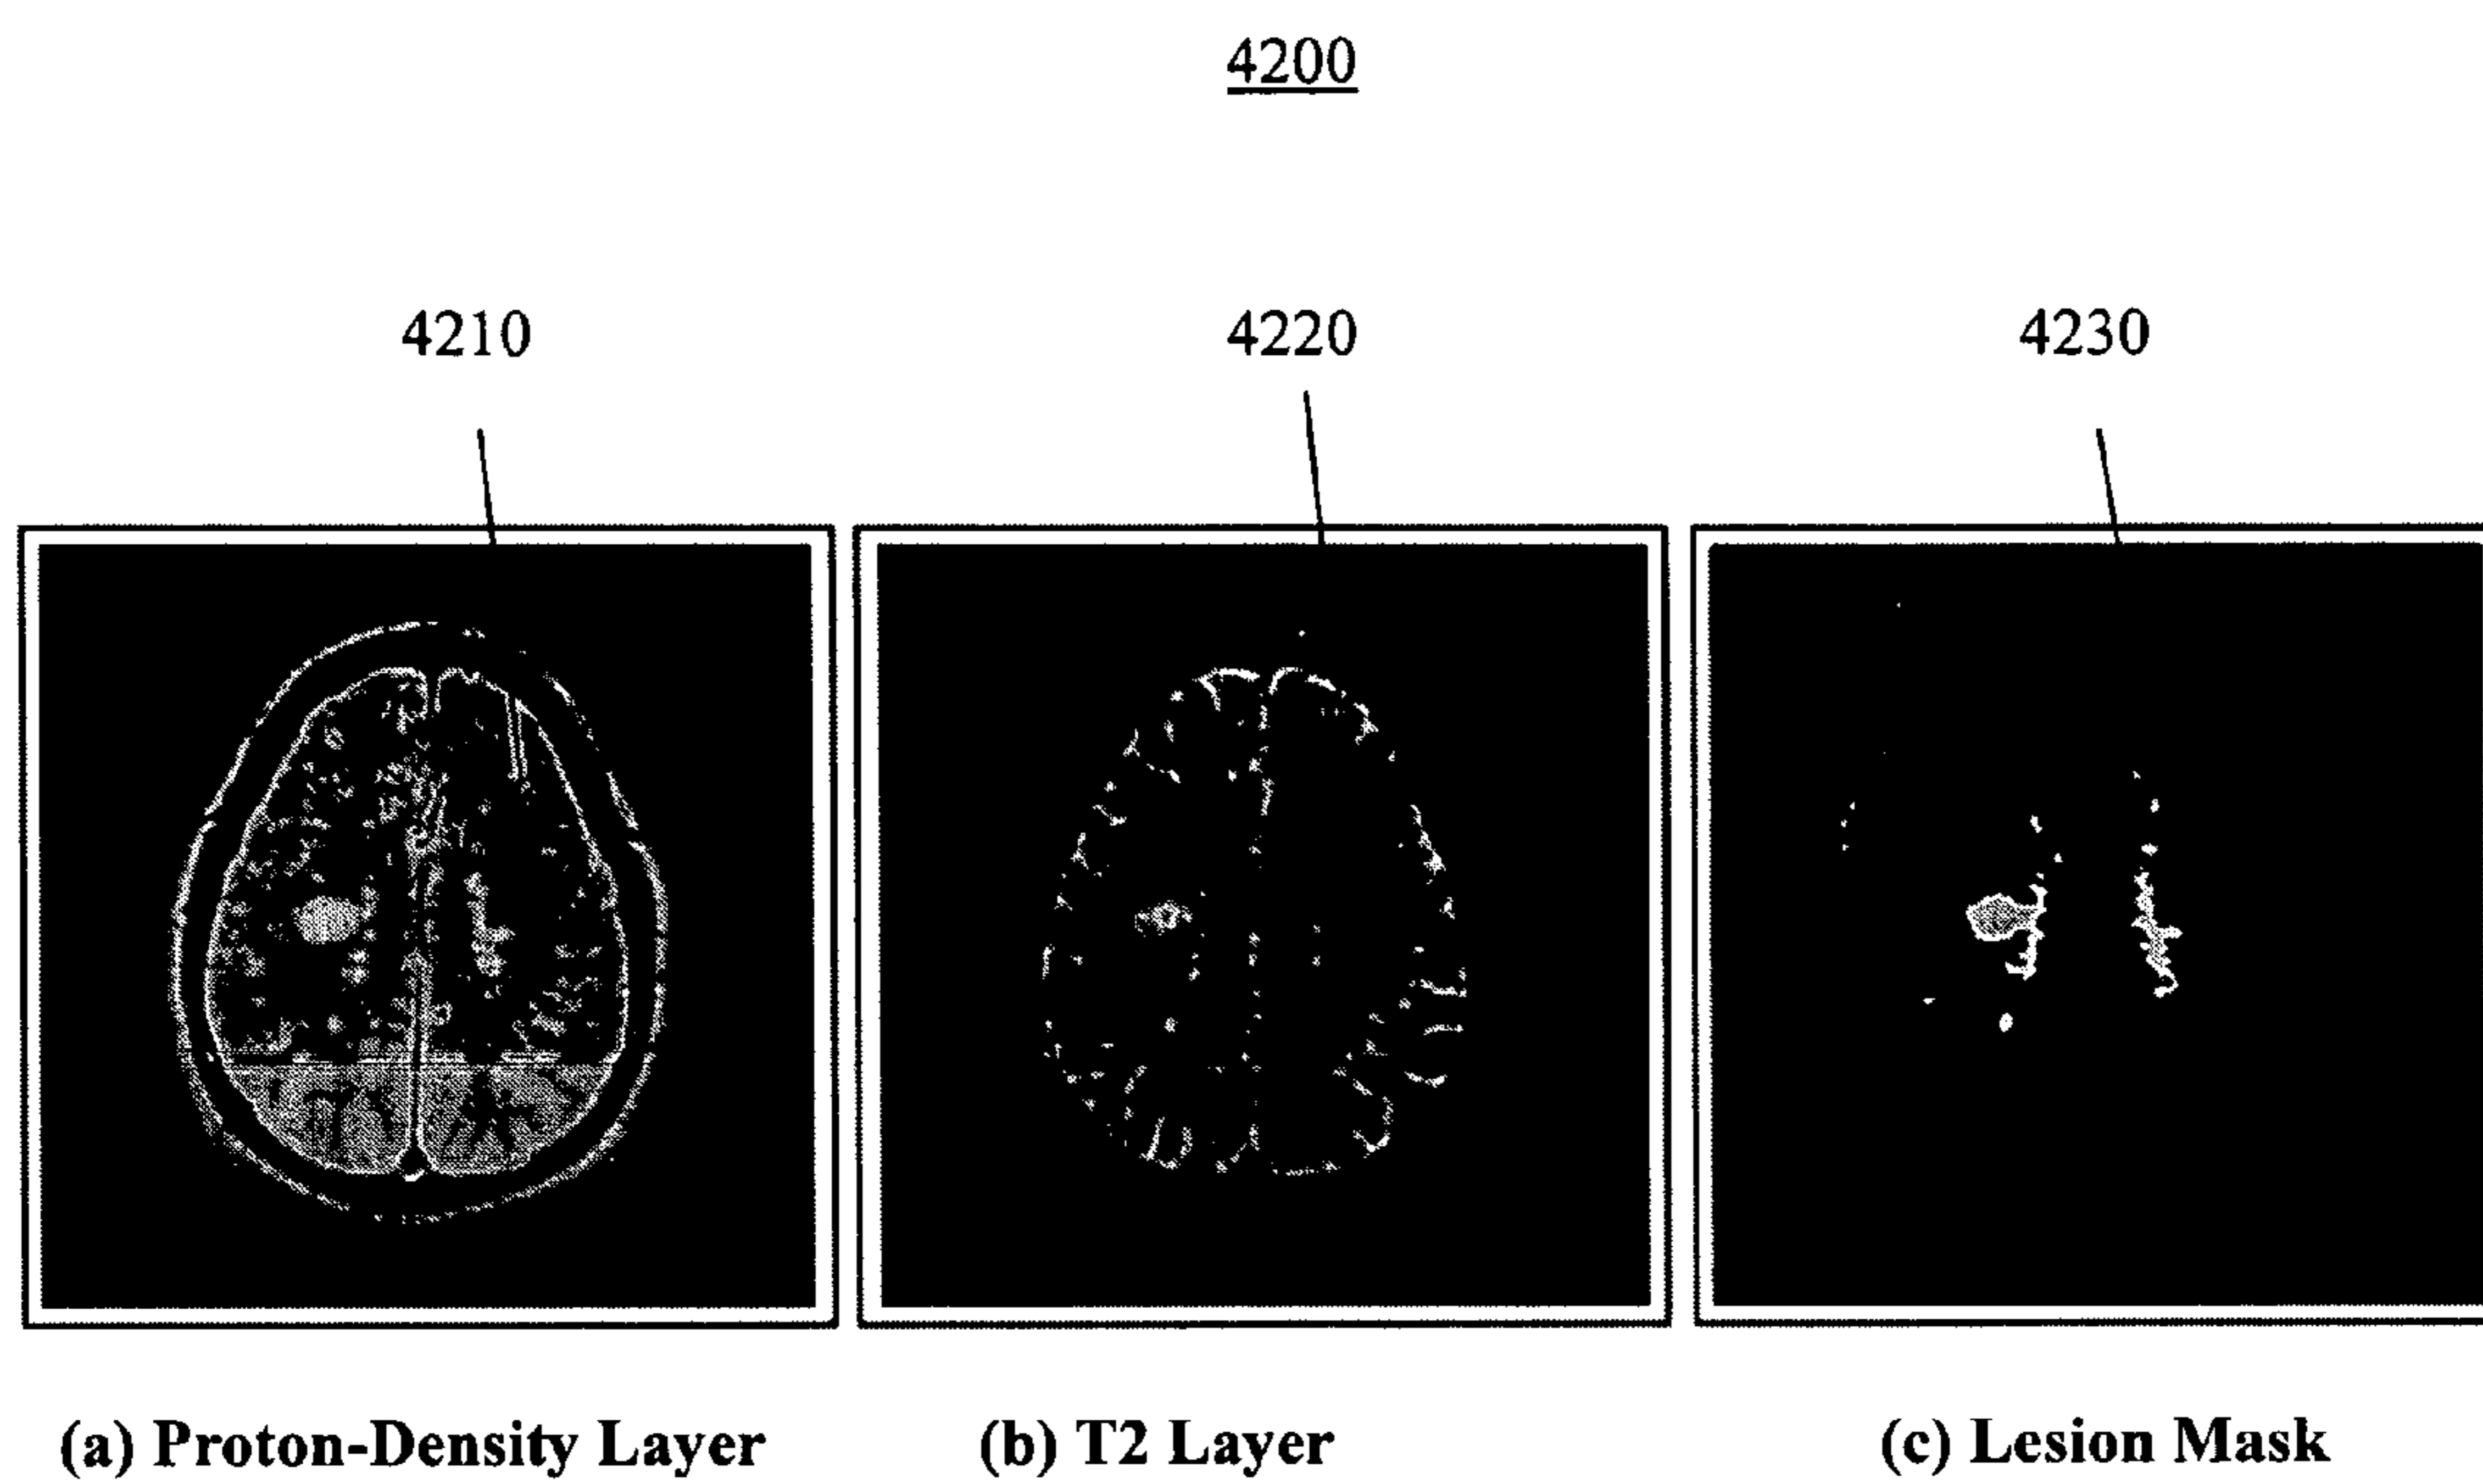 4200
4210 4220 4230
(a) Proton-Density Layer (b) T2 Layer (c) Lesion Mask